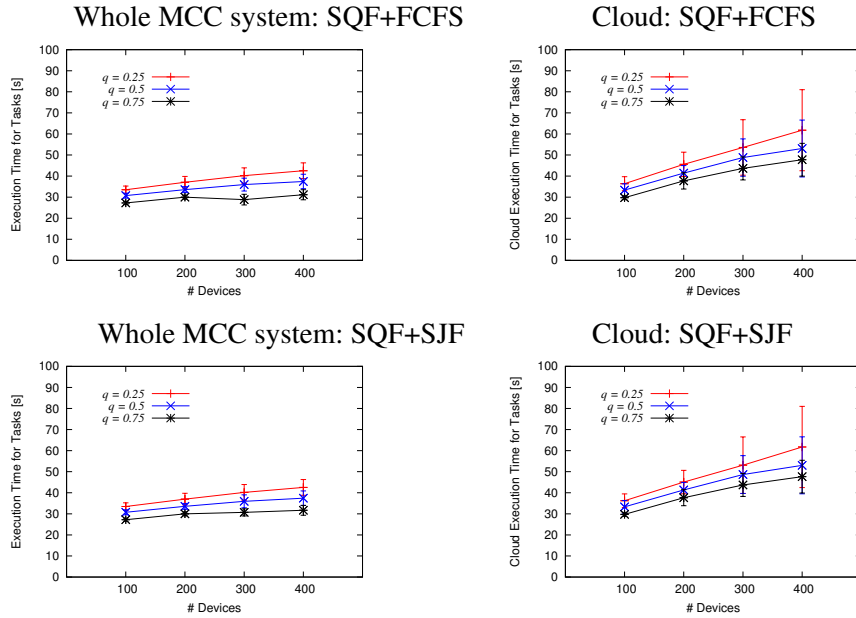 Whole MCC system: SQF+FCFS
Execution Time for Tasks [s]
100
90
80
70
60
50
40
30
20
10
0
q = 0.25
q = 0.5
q = 0.75
100 200 300 400
# Devices
Cloud: SQF+FCFS
Cloud Execution Time for Tasks [s]
100
90
80
70
60
50
40
30
20
10
0
q = 0.25
q = 0.5
q = 0.75
100 200 300 400
# Devices
Whole MCC system: SQF+SJF
Execution Time for Tasks [s]
100
90
80
70
60
50
40
30
20
10
0
q = 0.25
q = 0.5
q = 0.75
100 200 300 400
# Devices
Cloud: SQF+SJF
Cloud Execution Time for Tasks [s]
100
90
80
70
60
50
40
30
20
10
0
q = 0.25
q = 0.5
q = 0.75
100 200 300 400
# Devices